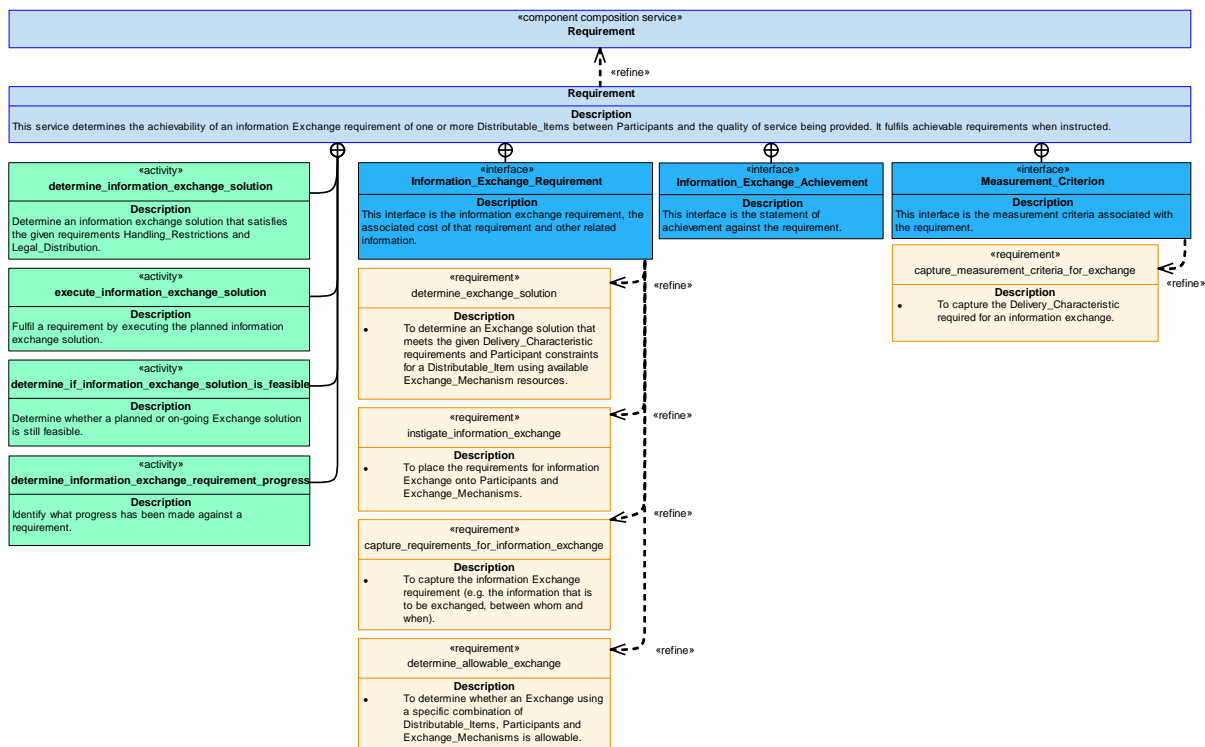 «component composition service»
Requirement
«refine»
Requirement
Description
This service determines the achievability of an information Exchange requirement of one or more Distributable_Items between Participants and the quality of service being provided. It fulfils achievable requirements when instructed.
«activity»
determine_information_exchange_solution
Description
Determine an information exchange solution that satisfies
the given requirements Handling_Restrictions and
Legal_Distribution.
«activity»
execute_information_exchange_solution
Description
Fulfil a requirement by executing the planned information
exchange solution.
«activity»
determine_if_information_exchange_solution_is_feasible
Description
Determine whether a planned or on-going Exchange solution
is still feasible.
«activity»
determine_information_exchange_requirement_progress
Description
Identify what progress has been made against a
requirement.
«interface»
Information_Exchange_Requirement
Description
This interface is the information exchange requirement, the
associated cost of that requirement and other related
information.
«requirement»
determine_exchange_solution
Description
• To determine an Exchange solution that
meets the given Delivery_Characteristic
requirements and Participant constraints
for a Distributable_Item using available
Exchange_Mechanism resources.
«refine»
«requirement»
instigate_information_exchange
Description
• To place the requirements for information
Exchange onto Participants and
Exchange_Mechanisms.
«refine»
«requirement»
capture_requirements_for_information_exchange
Description
• To capture the information Exchange
requirement (e.g. the information that is
to be exchanged, between whom and
when).
«refine»
«requirement»
determine_allowable_exchange
Description
• To determine whether an Exchange using
a specific combination of
Distributable_Items, Participants and
Exchange_Mechanisms is allowable.
«refine»
«interface»
Information_Exchange_Achievement
Description
This interface is the statement of
achievement against the requirement.
«interface»
Measurement_Criterion
Description
This interface is the measurement criteria associated with
the requirement.
«requirement»
capture_measurement_criteria_for_exchange
Description
• To capture the Delivery_Characteristic
required for an information exchange.
«refine»